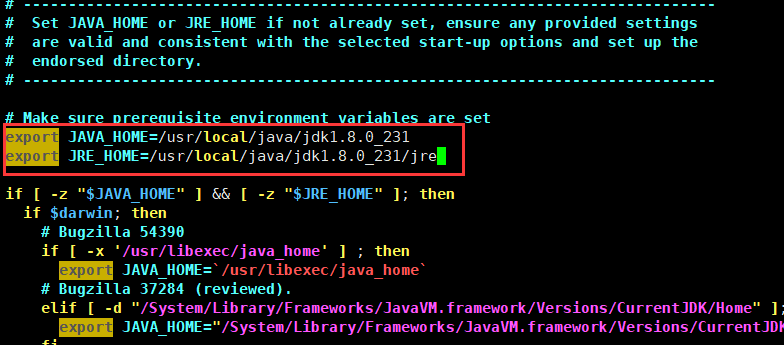 # -----------------------------------------------------------------------------
#  Set JAVA_HOME or JRE_HOME if not already set, ensure any provided settings
#  are valid and consistent with the selected start-up options and set up the
#  endorsed directory.
# -----------------------------------------------------------------------------
# Make sure prerequisite environment variables are set
export JAVA_HOME=/usr/local/java/jdk1.8.0_231
export JRE_HOME=/usr/local/java/jdk1.8.0_231/jre
if [ -z "$JAVA_HOME" ] && [ -z "$JRE_HOME" ]; then
  if $darwin; then
    # Bugzilla 54390
    if [ -x '/usr/libexec/java_home' ] ; then
      export JAVA_HOME=`/usr/libexec/java_home`
    # Bugzilla 37284 (reviewed).
    elif [ -d "/System/Library/Frameworks/JavaVM.framework/Versions/CurrentJDK/Home" ];
      export JAVA_HOME="/System/Library/Frameworks/JavaVM.framework/Versions/CurrentJDK
    fi